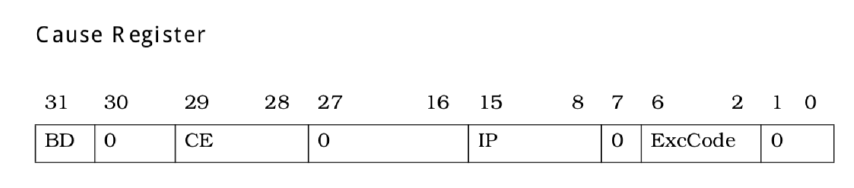 Cause Register
31 30 29 28 27 16 15 8 7 6 2 1 0
BD 0 CE 0 IP 0 ExcCode 0